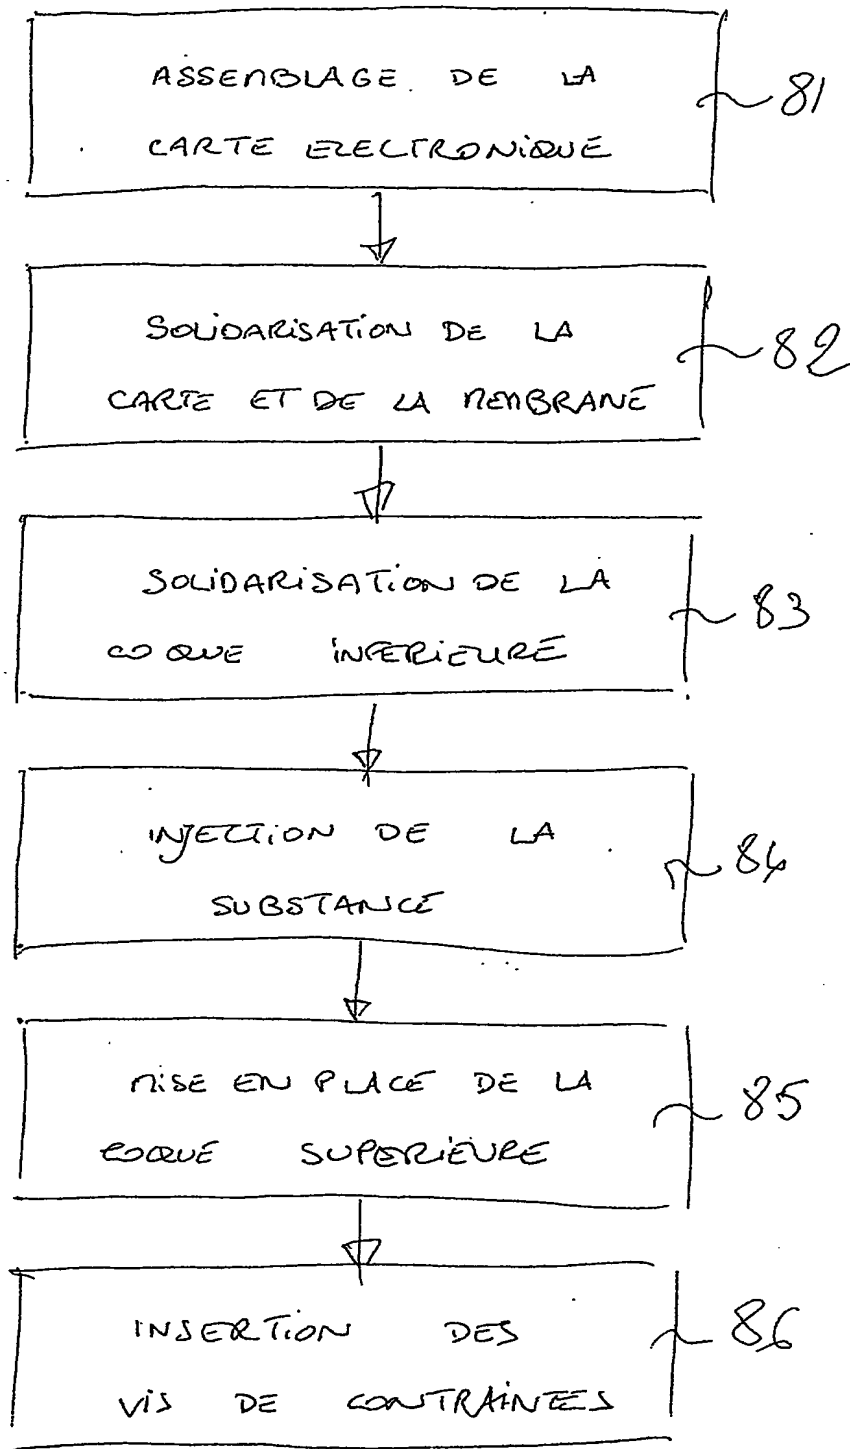 ASSEMBLAGE DE LA
CARTE ELECTRONIQUE
81
SOLIDARISATION DE LA
CARTE ET DE LA MEMBRANE
82
SOLIDARISATION DE LA
COQUE INFERIEURE
83
INJECTION DE LA
SUBSTANCE
84
MISE EN PLACE DE LA
COQUE SUPERIEURE
85
INSERTION DES
VIS DE CONTRAINTES
86